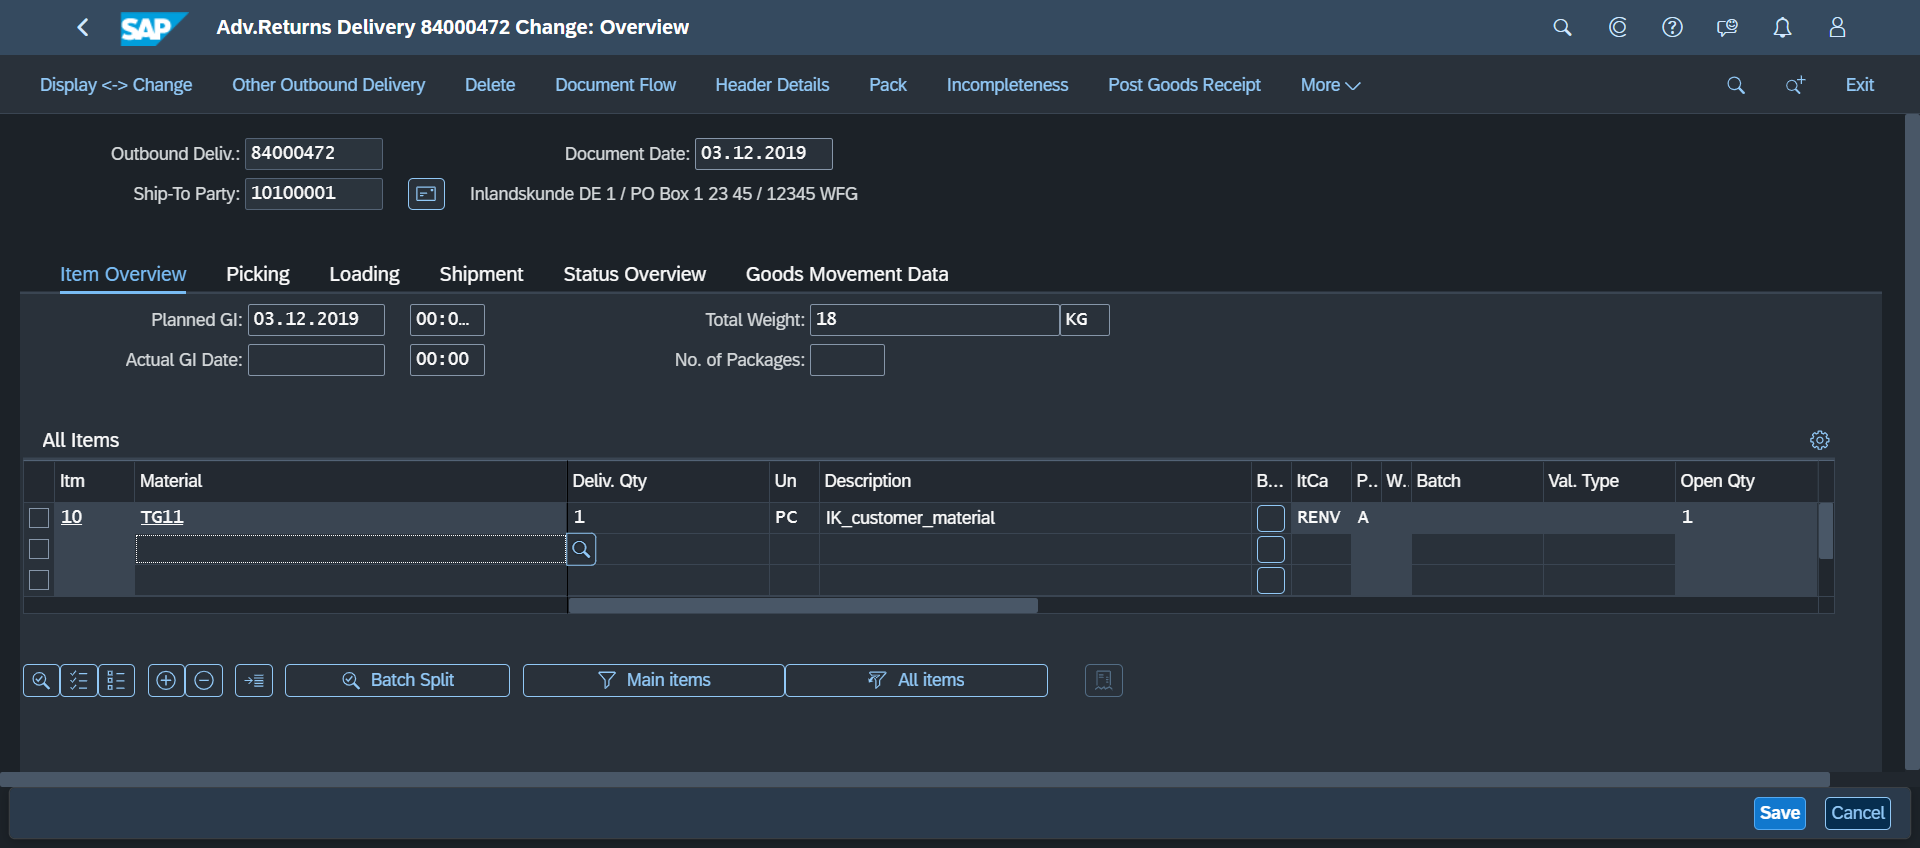 SAP Adv.Returns Delivery 84000472 Change: Overview
Display <-> Change Other Outbound Delivery Delete Document Flow Header Details Pack Incompleteness Post Goods Receipt More Exit
Outbound Deliv.: 84000472 Document Date: 03.12.2019
Ship-To Party: 10100001 Inlandskunde DE 1 / PO Box 1 23 45 / 12345 WFG
Item Overview Picking Loading Shipment Status Overview Goods Movement Data
Planned GI: 03.12.2019 00:0... Total Weight: 18 KG
Actual GI Date: 00:00 No. of Packages:
All Items
Itm Material Deliv. Qty Un Description B... ItCa P.. W.. Batch Val. Type Open Qty
10 TG11 1 PC IK_customer_material RENV A 1
Batch Split Main items All items
Save Cancel